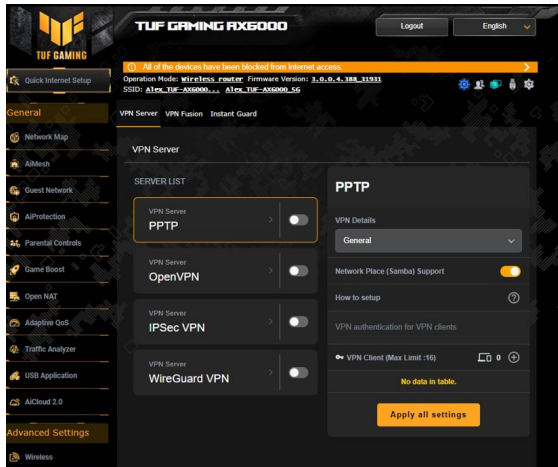 TUF GAMING
TUF GAMING AX6000
Logout
English
All of the devices have been blocked from Internet access.
Quick Internet Setup
Operation Mode: Wireless router Firmware Version: 3.0.0.4.388_31931
SSID: Alex_TUF-AX6000... Alex_TUF-AX6000_5G
General
Network Map
AiMesh
Guest Network
AiProtection
Parental Controls
Game Boost
Open NAT
Adaptive QoS
Traffic Analyzer
USB Application
AiCloud 2.0
Advanced Settings
Wireless
VPN Server VPN Fusion Instant Guard
VPN Server
SERVER LIST
VPN Server
PPTP
VPN Server
OpenVPN
VPN Server
IPSec VPN
VPN Server
WireGuard VPN
PPTP
VPN Details
General
Network Place (Samba) Support
How to setup
VPN authentication for VPN clients
VPN Client (Max Limit :16) 0
No data in table.
Apply all settings